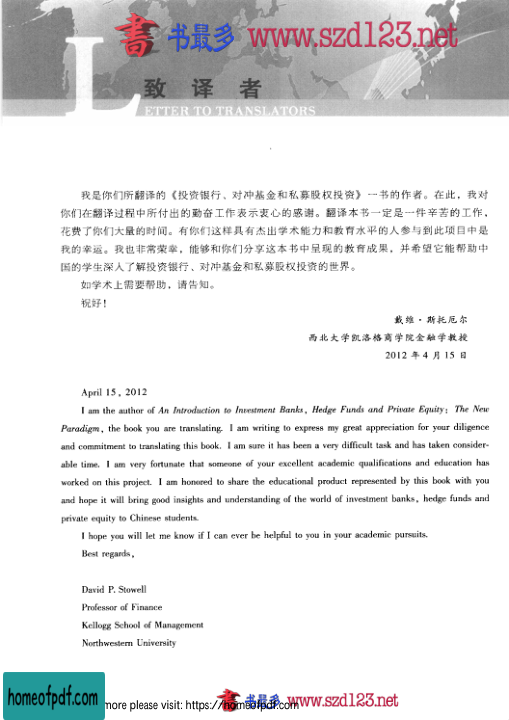 書 书最多 www.szd123.net
致 译 者
LETTER TO TRANSLATORS
我是你们所翻译的《投资银行、对冲基金和私募股权投资》一书的作者。在此，我对
你们在翻译过程中所付出的勤奋工作表示衷心的感谢。翻译本书一定是一件辛苦的工作，
花费了你们大量的时间。有你们这样具有杰出学术能力和教育水平的人参与到此项目中是
我的幸运。我也非常荣幸，能够和你们分享这本书中呈现的教育成果，并希望它能帮助中
国的学生深入了解投资银行、对冲基金和私募股权投资的世界。
如学术上需要帮助，请告知。
祝好！
戴维·斯托厄尔
西北大学凯洛格商学院金融学教授
2012 年 4 月 15 日
April 15, 2012
I am the author of An Introduction to Investment Banks, Hedge Funds and Private Equity: The New
Paradigm, the book you are translating. I am writing to express my great appreciation for your diligence
and commitment to translating this book. I am sure it has been a very difficult task and has taken consider-
able time. I am very fortunate that someone of your excellent academic qualifications and education has
worked on this project. I am honored to share the educational product represented by this book with you
and hope it will bring good insights and understanding of the world of investment banks, hedge funds and
private equity to Chinese students.
I hope you will let me know if I can ever be helpful to you in your academic pursuits.
Best regards,
David P. Stowell
Professor of Finance
Kellogg School of Management
Northwestern University
homeofpdf.com
more please visit: https://homeofpdf.com
書 书最多 www.szd123.net